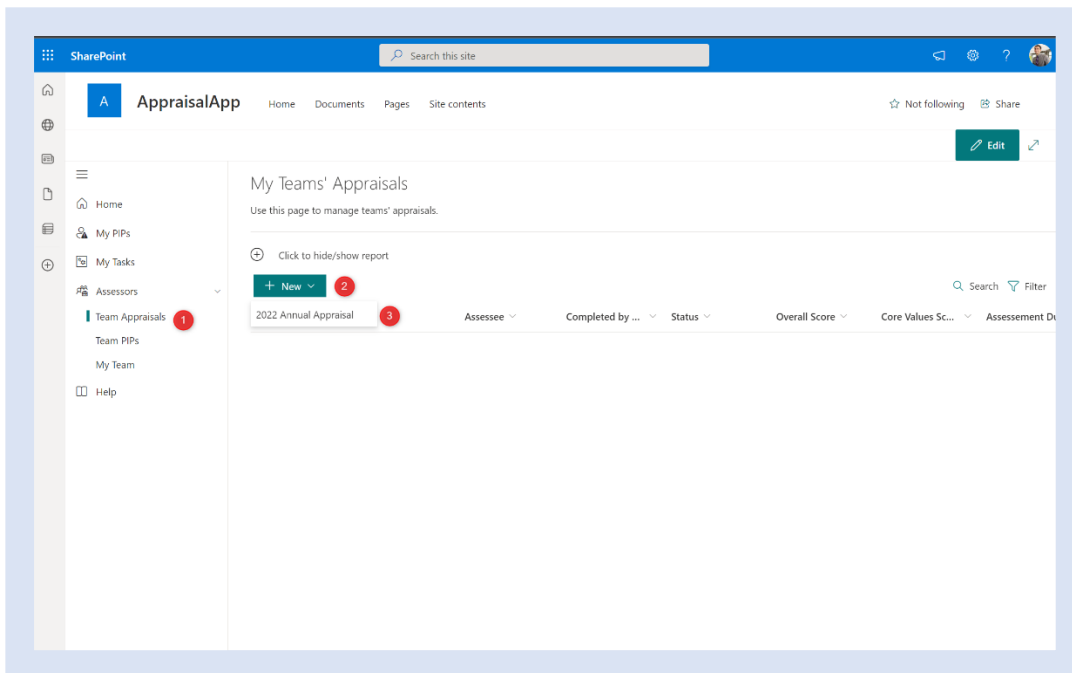 SharePoint
Search this site
?
A
AppraisalApp
Home Documents Pages Site contents
Not following Share
Edit
Home
My PIPs
My Tasks
Assessors
Team Appraisals 1
Team PIPs
My Team
Help
My Teams' Appraisals
Use this page to manage teams' appraisals.
Click to hide/show report
+ New 2
Search Filter
2022 Annual Appraisal 3
Assessee Completed by ... Status Overall Score Core Values Sc... Assessement Du